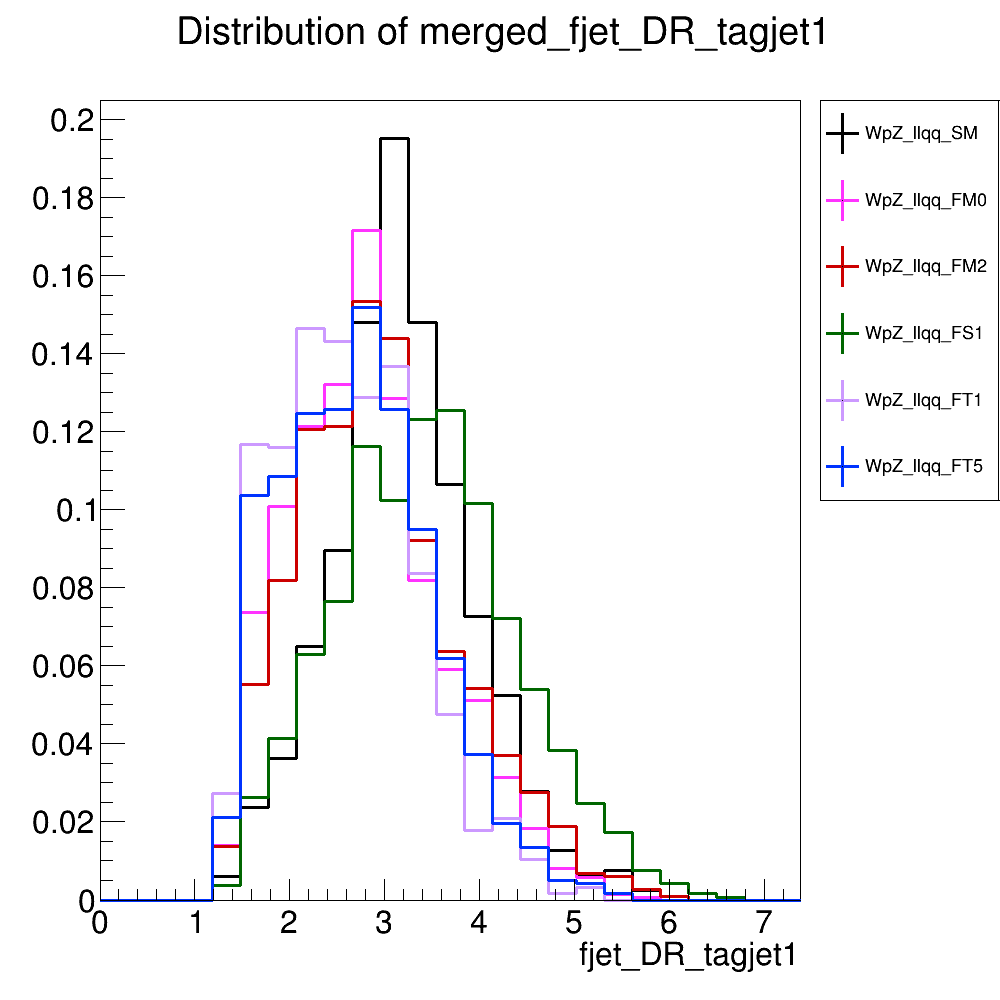 Distribution of merged_fjet_DR_tagjet1
0.2
0.18
0.16
0.14
0.12
0.1
0.08
0.06
0.04
0.02
0
0 1 2 3 4 5 6 7
fjet_DR_tagjet1
WpZ_llqq_SM
WpZ_llqq_FM0
WpZ_llqq_FM2
WpZ_llqq_FS1
WpZ_llqq_FT1
WpZ_llqq_FT5